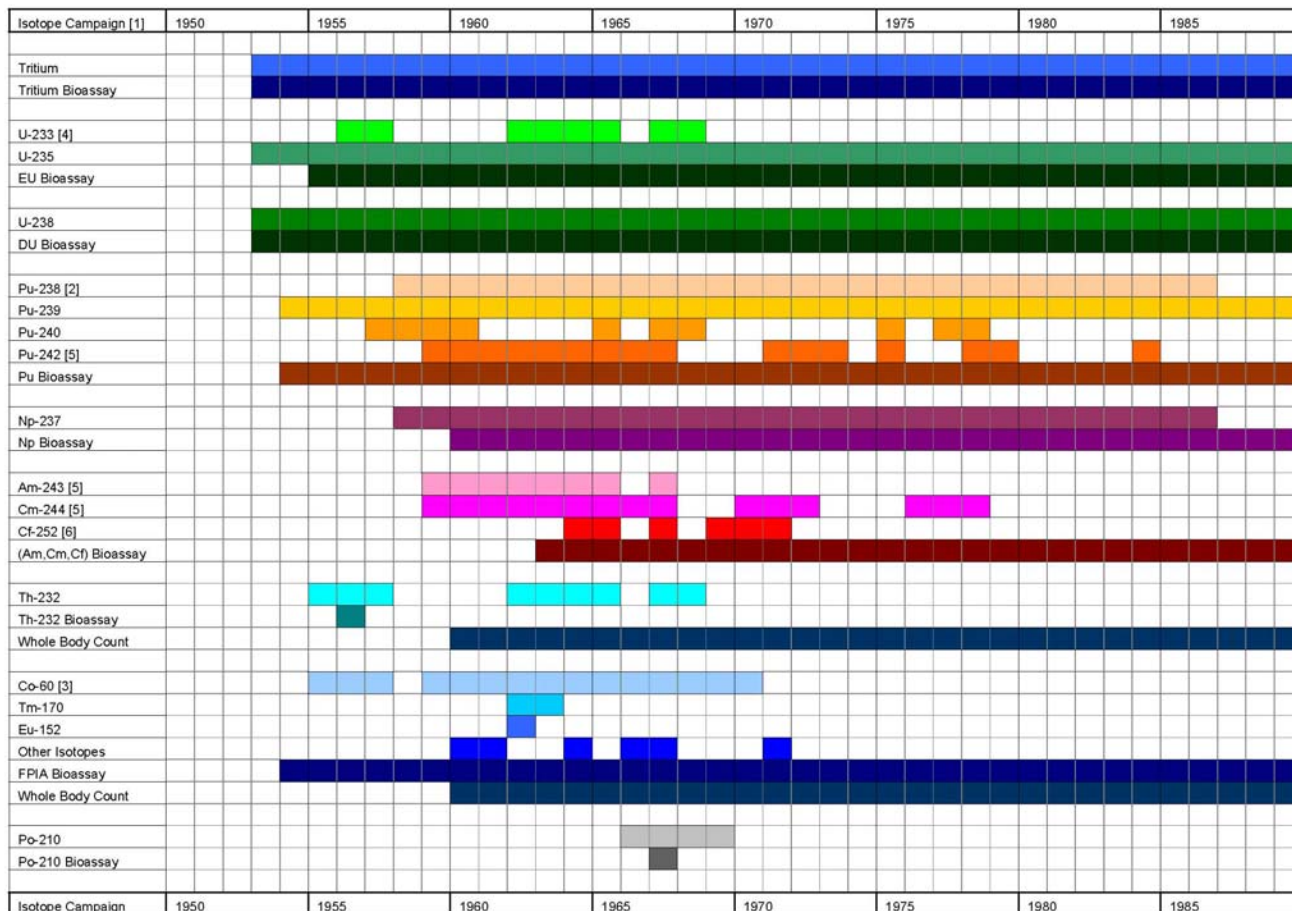 Isotope Campaign [1] 1950 1955 1960 1965 1970 1975 1980 1985
Tritium
Tritium Bioassay
U-233 [4]
U-235
EU Bioassay
U-238
DU Bioassay
Pu-238 [2]
Pu-239
Pu-240
Pu-242 [5]
Pu Bioassay
Np-237
Np Bioassay
Am-243 [5]
Cm-244 [5]
Cf-252 [6]
(Am,Cm,Cf) Bioassay
Th-232
Th-232 Bioassay
Whole Body Count
Co-60 [3]
Tm-170
Eu-152
Other Isotopes
FPIA Bioassay
Whole Body Count
Po-210
Po-210 Bioassay
Isotope Campaign 1950 1955 1960 1965 1970 1975 1980 1985